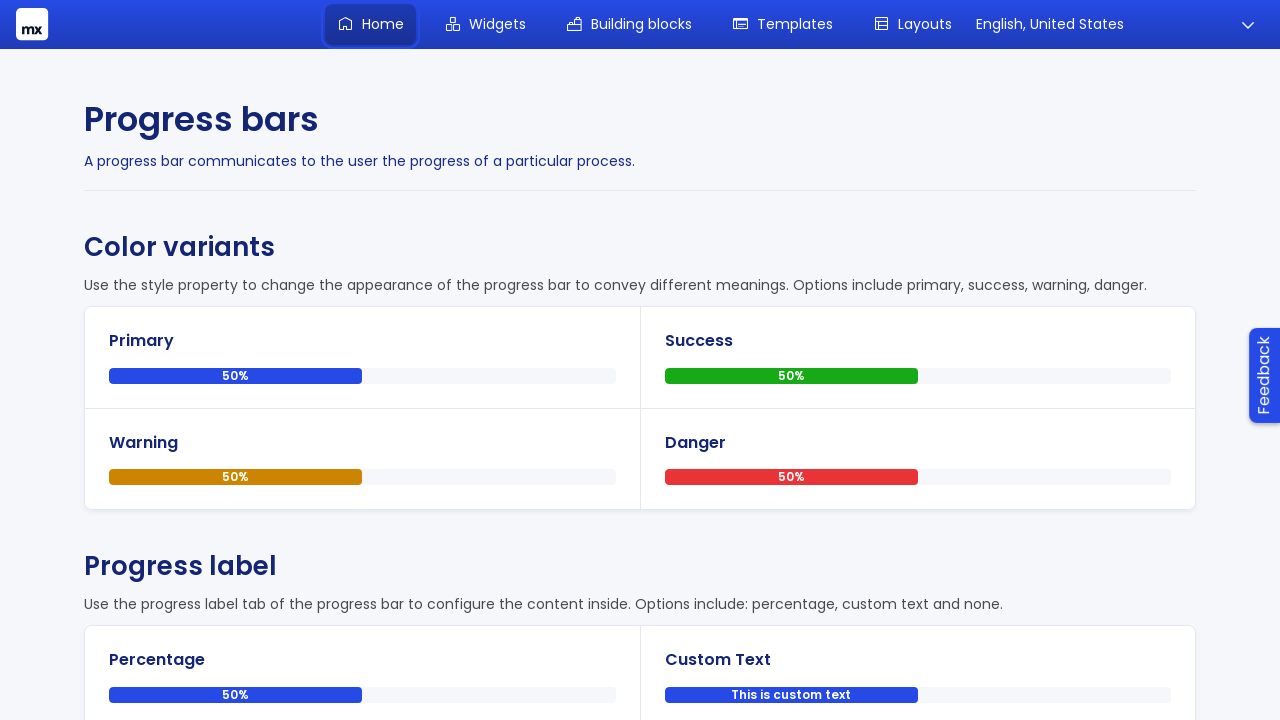 mx
Home
Widgets
Building blocks
Templates
Layouts
English, United States
Progress bars
A progress bar communicates to the user the progress of a particular process.
Color variants
Use the style property to change the appearance of the progress bar to convey different meanings. Options include primary, success, warning, danger.
Primary
50%
Success
50%
Warning
50%
Danger
50%
Feedback
Progress label
Use the progress label tab of the progress bar to configure the content inside. Options include: percentage, custom text and none.
Percentage
50%
Custom Text
This is custom text